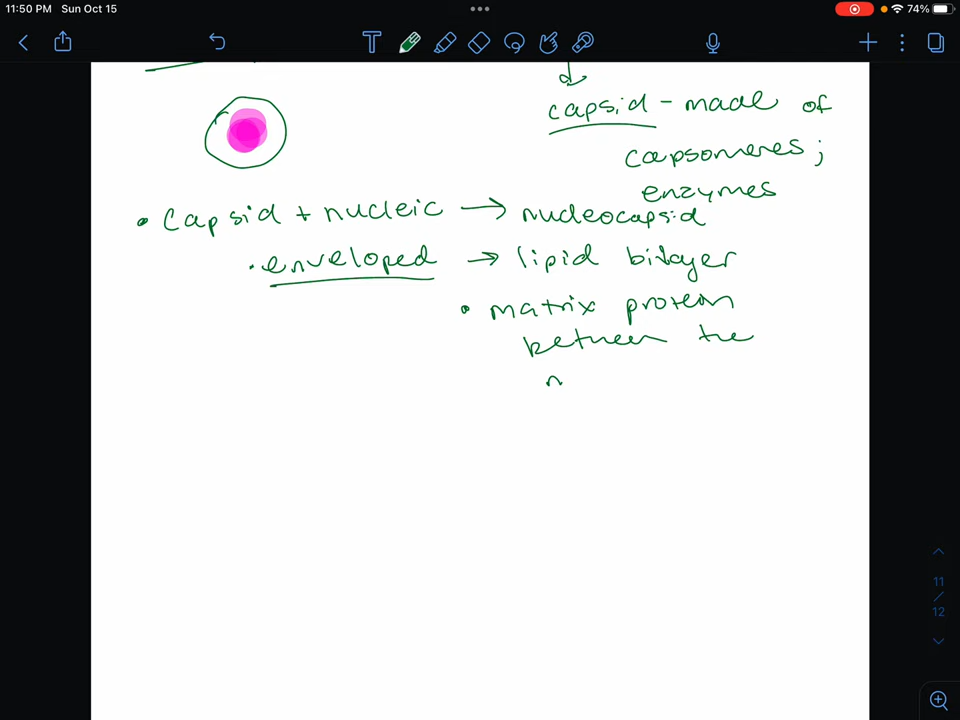 11:50 PM Sun Oct 15
74%
capsid - made of
capsomeres;
enzymes
• Capsid + nucleic → nucleocapsid
• enveloped → lipid bilayer
• matrix protein
between the
n
11
/
12